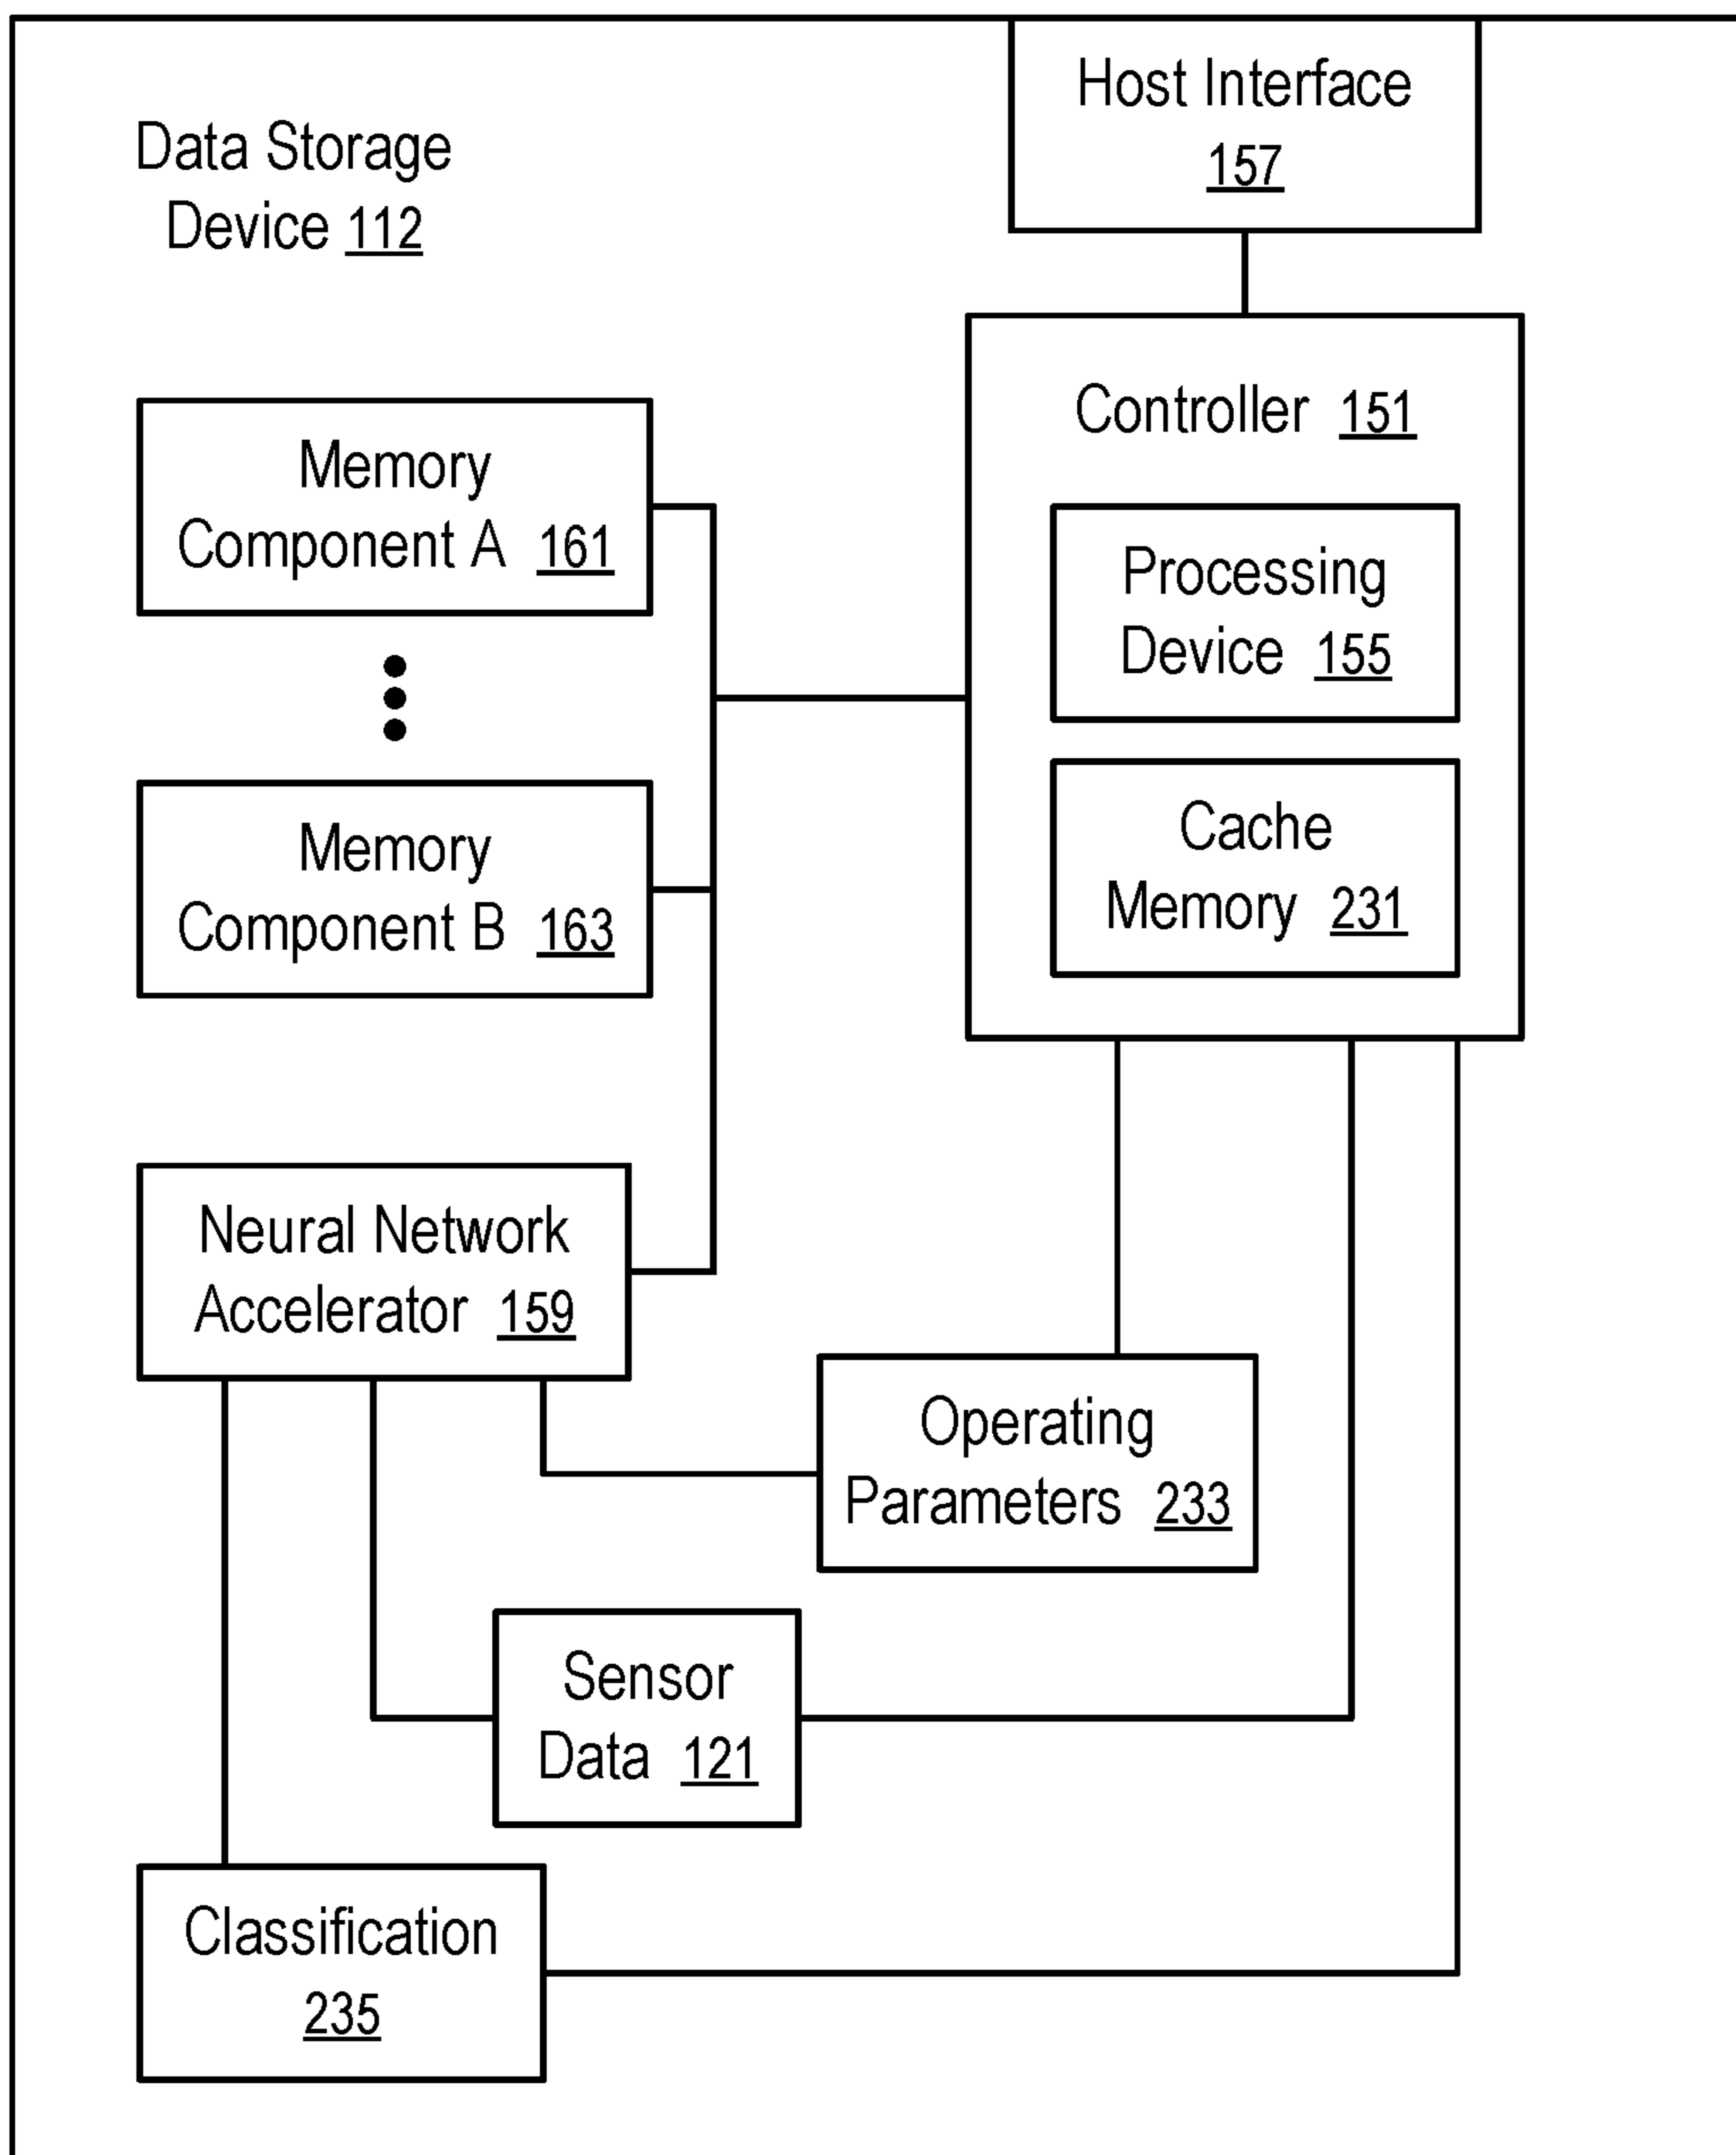 Data Storage
Device 112
Host Interface
157
Controller 151
Processing
Device 155
Cache
Memory 231
Memory
Component A 161
Memory
Component B 163
Neural Network
Accelerator 159
Operating
Parameters 233
Sensor
Data 121
Classification
235